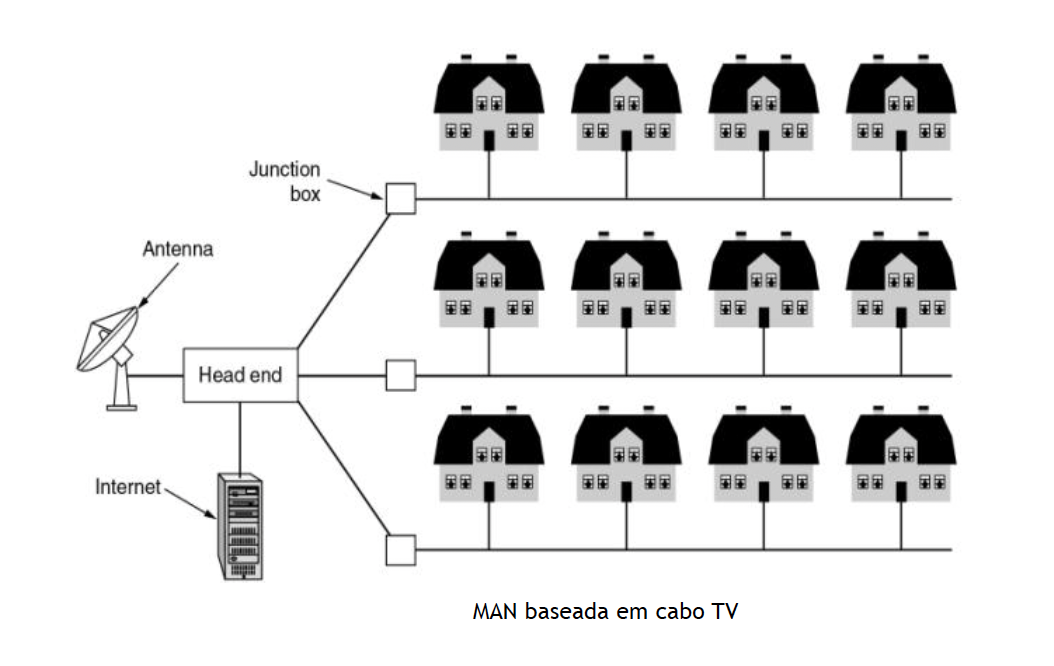 Junction
box
Antenna
Head end
Internet
MAN baseada em cabo TV